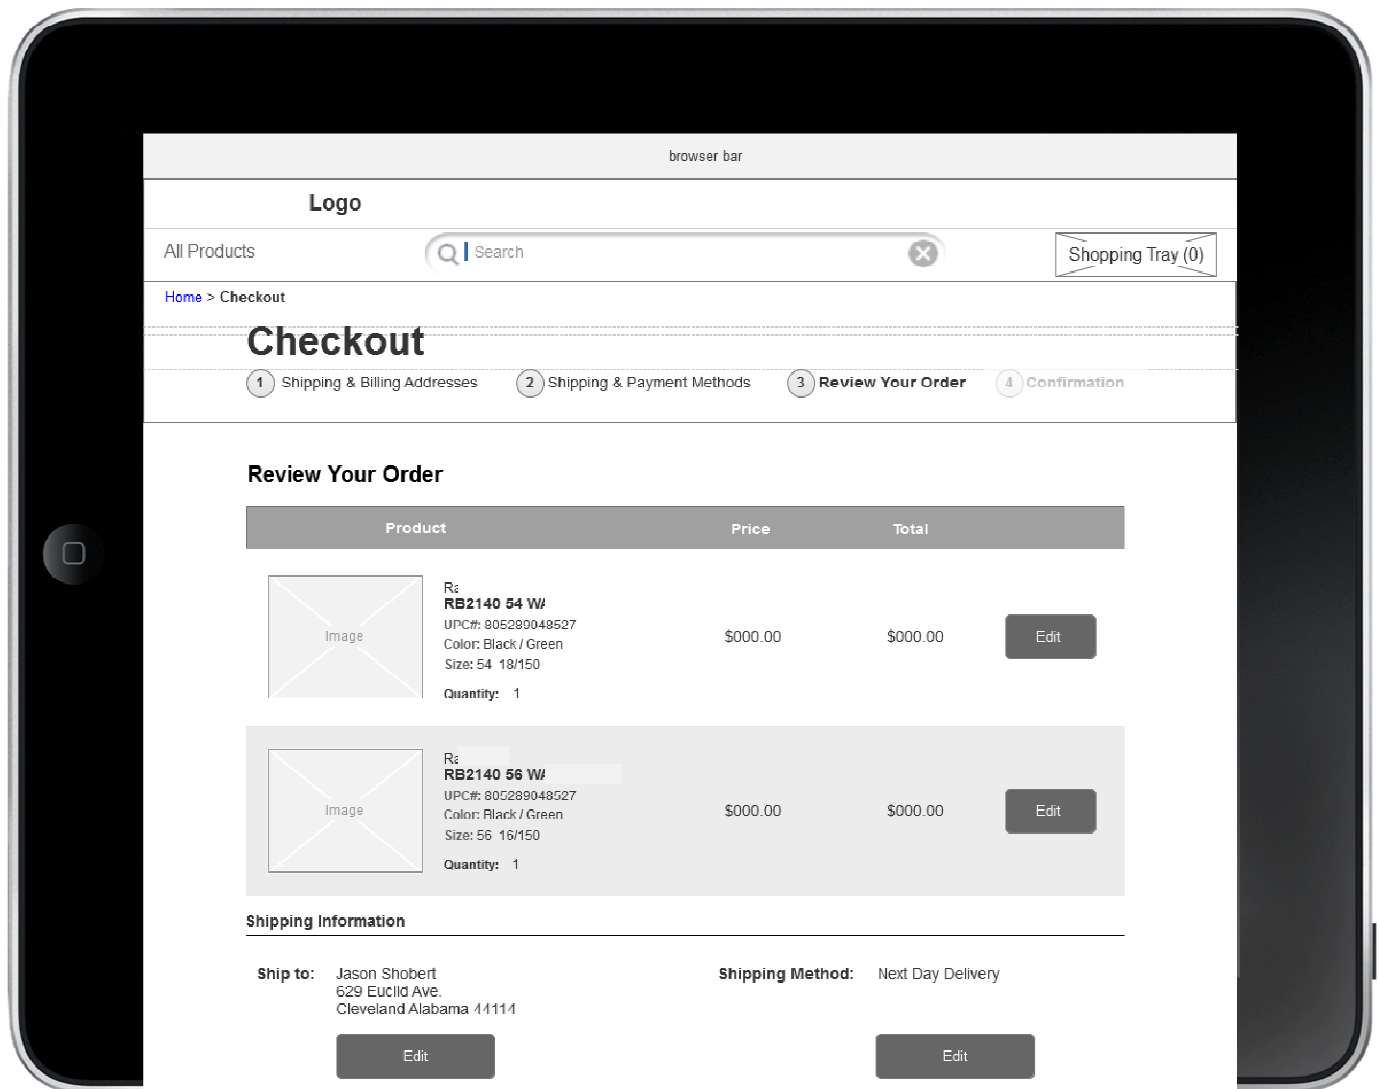 browser bar
Logo
All Products
Search
Shopping Tray (0)
Home > Checkout
Checkout
1 Shipping & Billing Addresses 2 Shipping & Payment Methods 3 Review Your Order 4 Confirmation
Review Your Order
Product Price Total
Image
RB2140 54
UPC#: 805289048527
Color: Black / Green
Size: 54 18/150
Quantity: 1
$000.00 $000.00 Edit
Image
RB2140 56
UPC#: 805289048527
Color: Black / Green
Size: 56 16/150
Quantity: 1
$000.00 $000.00 Edit
Shipping Information
Ship to: Jason Shobert
629 Euclid Ave.
Cleveland Alabama 44114
Edit
Shipping Method: Next Day Delivery
Edit